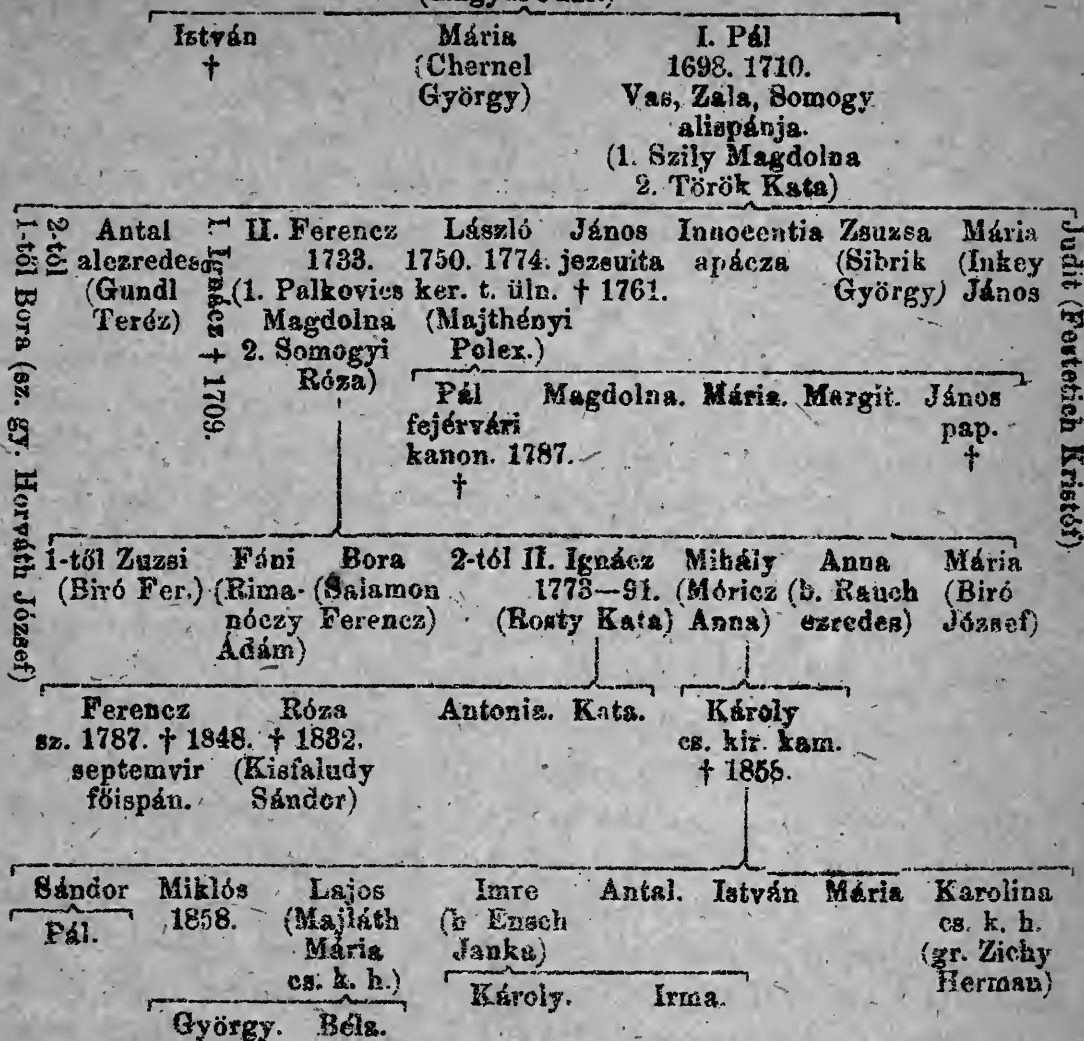 István Mária I. Pál
† (Chernel 1698. 1710.
György) Vas, Zala, Somogy
alispánja.
(1. Szily Magdolna
2. Török Kata)
1-től Bora (sz. gy. Horváth József)
2-tól
Antal I. Ignácz † 1709. II. Ferencz László János Innocentia Zsuzsa Mária
alezredes 1733. 1750. 1774. jezsuita apácza (Sibrik (Inkey
(Gundl (1. Palkovics ker. t. üln. † 1761. György) János
Teréz) Magdolna (Majthényi
2. Somogyi Polex.)
Róza)
Judit (Festetich Kristóf)
Pál Magdolna. Mária. Margit. János
fejérvári pap.
kanon. 1787. †
†
1-től Zuzsi Fáni Bora 2-tól II. Ignácz Mihály Anna Mária
(Biró Fer.) (Rima- (Salamon 1773—91. (Móricz (b. Rauch (Biró
nóczy Ferencz) (Rosty Kata) Anna) ezredes) József)
Ádám)
Ferencz Róza Antonia. Kata. Károly
sz. 1787. † 1848. † 1832. cs. kir. kam.
septemvir (Kisfaludy † 1856.
főispán. Sándor)
Sándor Miklós Lajos Imre Antal. István Mária Karolina
Pál. 1858. (Majláth (b Ensch cs. k. h.
Mária Janka) (gr. Zichy
cs. k. h.) Károly. Irma. Herman)
György. Béla.